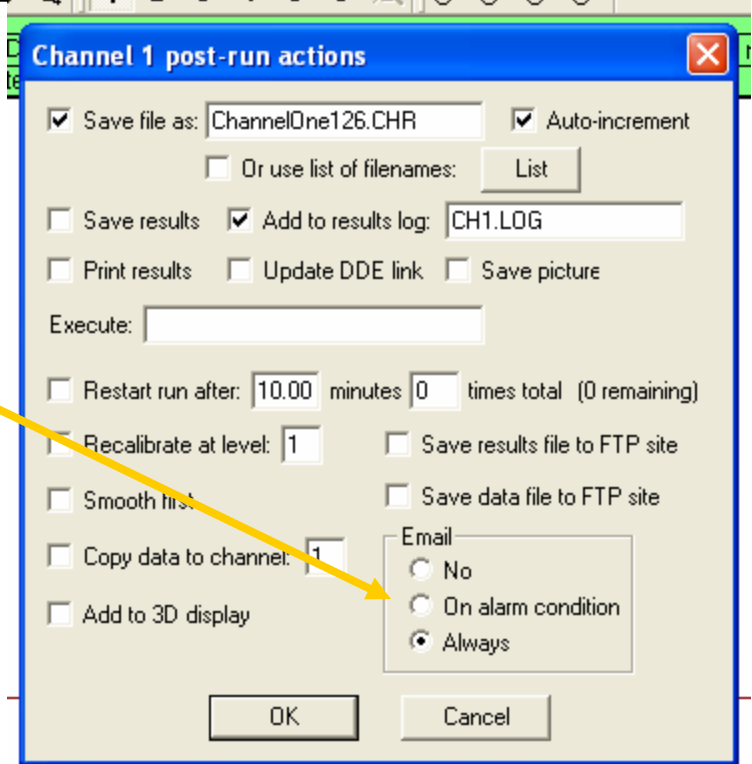 Channel 1 post-run actions
Save file as: ChannelOne126.CHR Auto-increment
Or use list of filenames: List
Save results Add to results log: CH1.LOG
Print results Update DDE link Save picture
Execute:
Restart run after: 10.00 minutes 0 times total (0 remaining)
Recalibrate at level: 1 Save results file to FTP site
Smooth first Save data file to FTP site
Copy data to channel: 1 Email
No
Add to 3D display On alarm condition
Always
OK Cancel